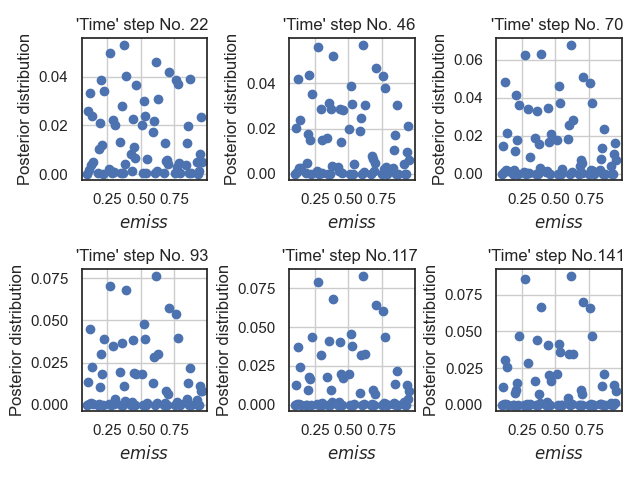 'Time' step No. 22
'Time' step No. 46
'Time' step No. 70
Posterior distribution
0.04
0.02
0.00
0.25 0.50 0.75
emiss
Posterior distribution
0.04
0.02
0.00
0.25 0.50 0.75
emiss
Posterior distribution
0.06
0.04
0.02
0.00
0.25 0.50 0.75
emiss
'Time' step No. 93
'Time' step No.117
'Time' step No.141
Posterior distribution
0.075
0.050
0.025
0.000
0.25 0.50 0.75
emiss
Posterior distribution
0.075
0.050
0.025
0.000
0.25 0.50 0.75
emiss
Posterior distribution
0.075
0.050
0.025
0.000
0.25 0.50 0.75
emiss